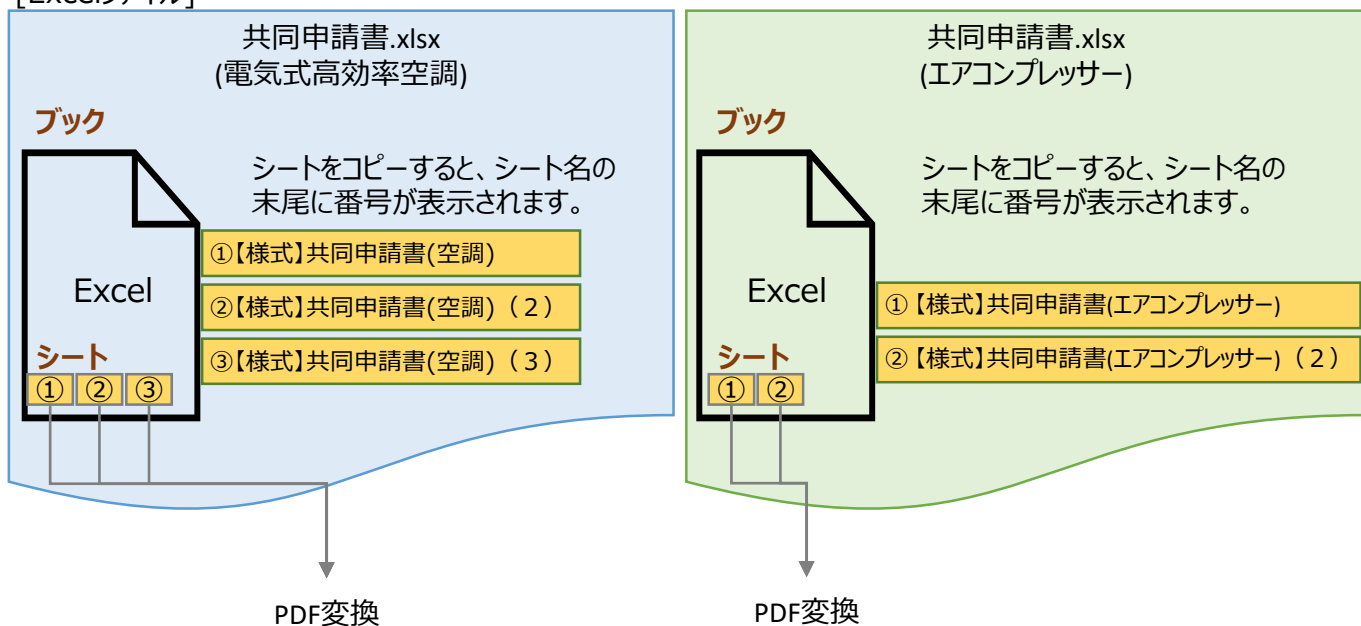 [Excelファイル]
共同申請書.xlsx
(電気式高効率空調)
ブック
シートをコピーすると、シート名の
末尾に番号が表示されます。
Excel
①【様式】共同申請書(空調)
②【様式】共同申請書(空調)（2）
③【様式】共同申請書(空調)（3）
シート
① ② ③
PDF変換
共同申請書.xlsx
(エアコンプレッサー)
ブック
シートをコピーすると、シート名の
末尾に番号が表示されます。
Excel
①【様式】共同申請書(エアコンプレッサー)
②【様式】共同申請書(エアコンプレッサー)（2）
シート
① ②
PDF変換